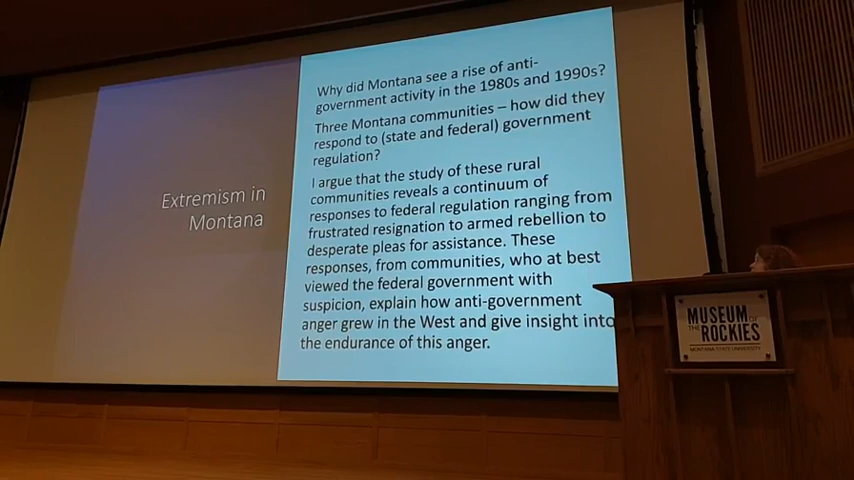 Extremism in
Montana
Why did Montana see a rise of anti-
government activity in the 1980s and 1990s?
Three Montana communities – how did they
respond to (state and federal) government
regulation?
I argue that the study of these rural
communities reveals a continuum of
responses to federal regulation ranging from
frustrated resignation to armed rebellion to
desperate pleas for assistance. These
responses, from communities, who at best
viewed the federal government with
suspicion, explain how anti-government
anger grew in the West and give insight into
the endurance of this anger.
MUSEUM OF
THE ROCKIES
MONTANA STATE UNIVERSITY